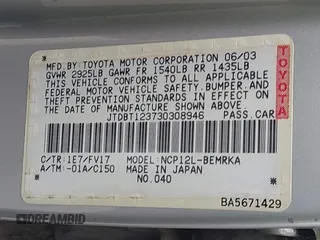 MFD. BY: TOYOTA MOTOR CORPORATION 06/03
GVWR 2925LB GAWR FR 1540LB RR 1435LB
THIS VEHICLE CONFORMS TO ALL APPLICABLE
FEDERAL MOTOR VEHICLE SAFETY, BUMPER, AND
THEFT PREVENTION STANDARDS IN EFFECT ON
THE DATE OF MANUFACTURE SHOWN ABOVE.
JTDBT123730308946 PASS.CAR
C/TR:1E7/FV17 MODEL:NCP12L-BEMRKA
A/TM:-01A/C150 MADE IN JAPAN
NO.040
BA5671429
DREAMBID